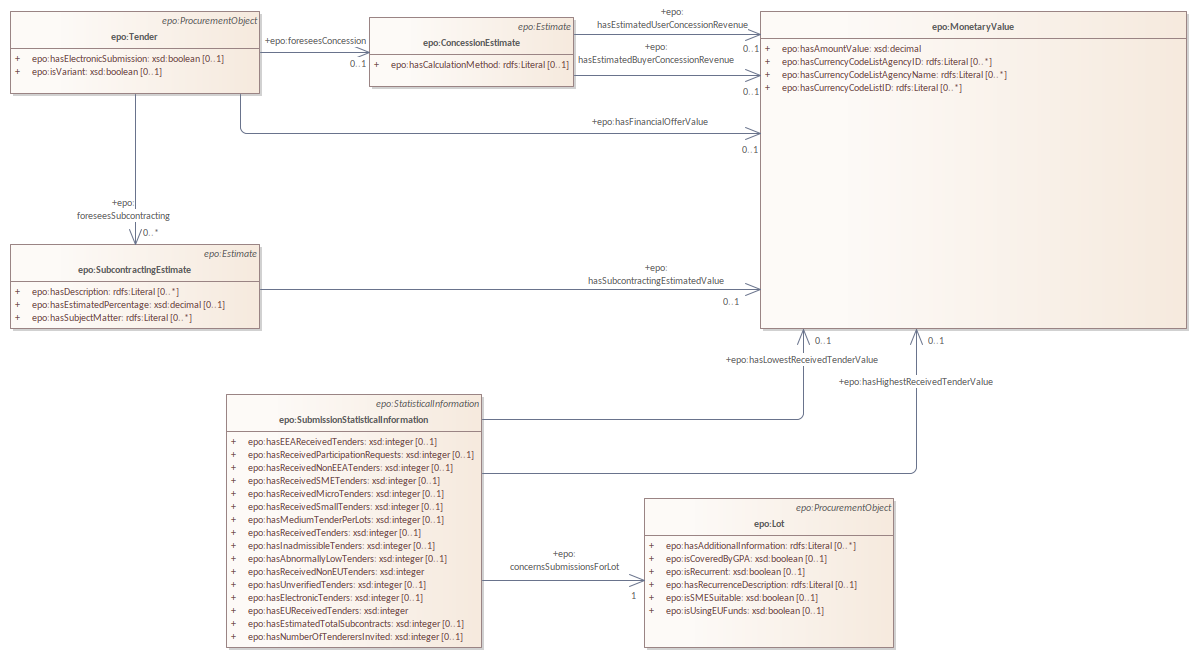 epo:ProcurementObject
epo:Tender
+ epo:hasElectronicSubmission: xsd:boolean [0..1]
+ epo:isVariant: xsd:boolean [0..1]
+epo:foreseesConcession
0..1
epo:Estimate
epo:ConcessionEstimate
+ epo:hasCalculationMethod: rdfs:Literal [0..1]
+epo:
hasEstimatedUserConcessionRevenue
0..1
+epo:
hasEstimatedBuyerConcessionRevenue
0..1
epo:MonetaryValue
+ epo:hasAmountValue: xsd:decimal
+ epo:hasCurrencyCodeListAgencyID: rdfs:Literal [0..*]
+ epo:hasCurrencyCodeListAgencyName: rdfs:Literal [0..*]
+ epo:hasCurrencyCodeListID: rdfs:Literal [0..*]
+epo:hasFinancialOfferValue
0..1
+epo:
foreseesSubcontracting
0..*
epo:Estimate
epo:SubcontractingEstimate
+ epo:hasDescription: rdfs:Literal [0..*]
+ epo:hasEstimatedPercentage: xsd:decimal [0..1]
+ epo:hasSubjectMatter: rdfs:Literal [0..*]
+epo:
hasSubcontractingEstimatedValue
0..1
0..1
+epo:hasLowestReceivedTenderValue
0..1
+epo:hasHighestReceivedTenderValue
epo:StatisticalInformation
epo:SubmissionStatisticalInformation
+ epo:hasEEAReceivedTenders: xsd:integer [0..1]
+ epo:hasReceivedParticipationRequests: xsd:integer [0..1]
+ epo:hasReceivedNonEEATenders: xsd:integer [0..1]
+ epo:hasReceivedSMETenders: xsd:integer [0..1]
+ epo:hasReceivedMicroTenders: xsd:integer [0..1]
+ epo:hasReceivedSmallTenders: xsd:integer [0..1]
+ epo:hasMediumTenderPerLots: xsd:integer [0..1]
+ epo:hasReceivedTenders: xsd:integer [0..1]
+ epo:hasInadmissibleTenders: xsd:integer [0..1]
+ epo:hasAbnormallyLowTenders: xsd:integer [0..1]
+ epo:hasReceivedNonEUTenders: xsd:integer
+ epo:hasUnverifiedTenders: xsd:integer [0..1]
+ epo:hasElectronicTenders: xsd:integer [0..1]
+ epo:hasEUReceivedTenders: xsd:integer
+ epo:hasEstimatedTotalSubcontracts: xsd:integer [0..1]
+ epo:hasNumberOfTenderersInvited: xsd:integer [0..1]
+epo:
concernsSubmissionsForLot
1
epo:ProcurementObject
epo:Lot
+ epo:hasAdditionalInformation: rdfs:Literal [0..*]
+ epo:isCoveredByGPA: xsd:boolean [0..1]
+ epo:isRecurrent: xsd:boolean [0..1]
+ epo:hasRecurrenceDescription: rdfs:Literal [0..1]
+ epo:isSMESuitable: xsd:boolean [0..1]
+ epo:isUsingEUFunds: xsd:boolean [0..1]